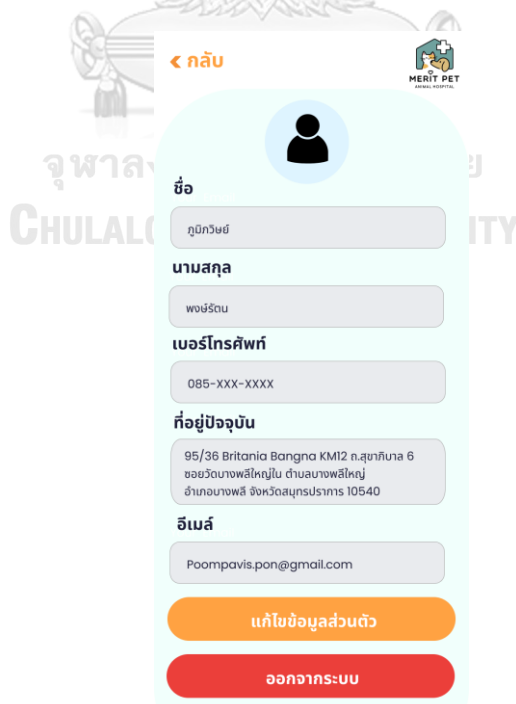 กลับ
MERIT PET
ANIMAL HOSPITAL
ชื่อ
ภูมิภวิษย์
นามสกุล
พงษ์รัตน
เบอร์โทรศัพท์
085-XXX-XXXX
ที่อยู่ปัจจุบัน
95/36 Britania Bangna KM12 ถ.สุขาภิบาล 6
ซอยวัดบางพลีใหญ่ใน ตำบลบางพลีใหญ่
อำเภอบางพลี จังหวัดสมุทรปราการ 10540
อีเมล์
Poompavis.pon@gmail.com
แก้ไขข้อมูลส่วนตัว
ออกจากระบบ